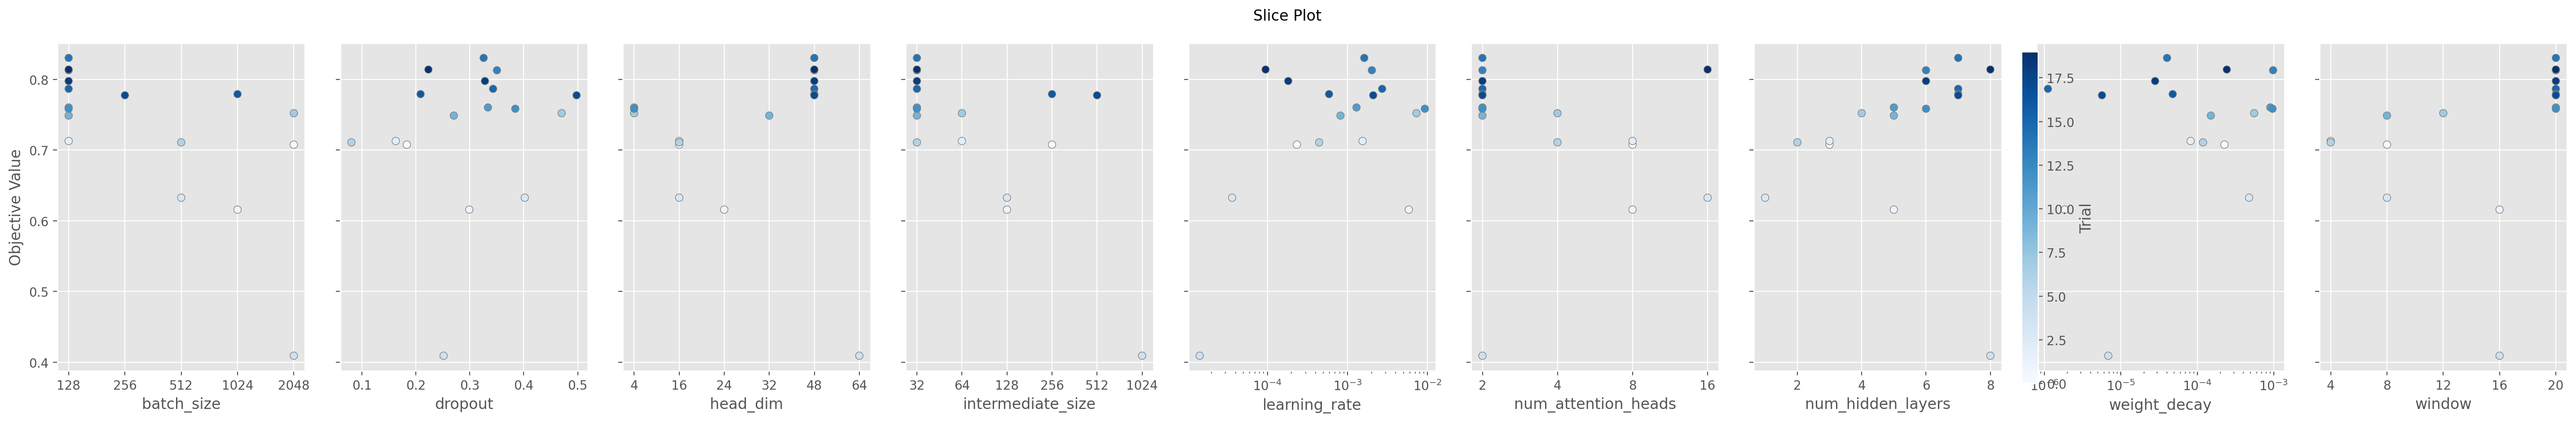 Slice Plot
Objective Value
0.8
0.7
0.6
0.5
0.4
128 256 512 1024 2048
batch_size
0.1 0.2 0.3 0.4 0.5
dropout
4 16 24 32 48 64
head_dim
32 64 128 256 512 1024
intermediate_size
10⁻⁴ 10⁻³ 10⁻²
learning_rate
2 4 8 16
num_attention_heads
2 4 6 8
num_hidden_layers
17.5
15.0
12.5
10.0
7.5
5.0
2.5
0.0
Trial
10⁻⁶ 10⁻⁵ 10⁻⁴ 10⁻³
weight_decay
4 8 12 16 20
window